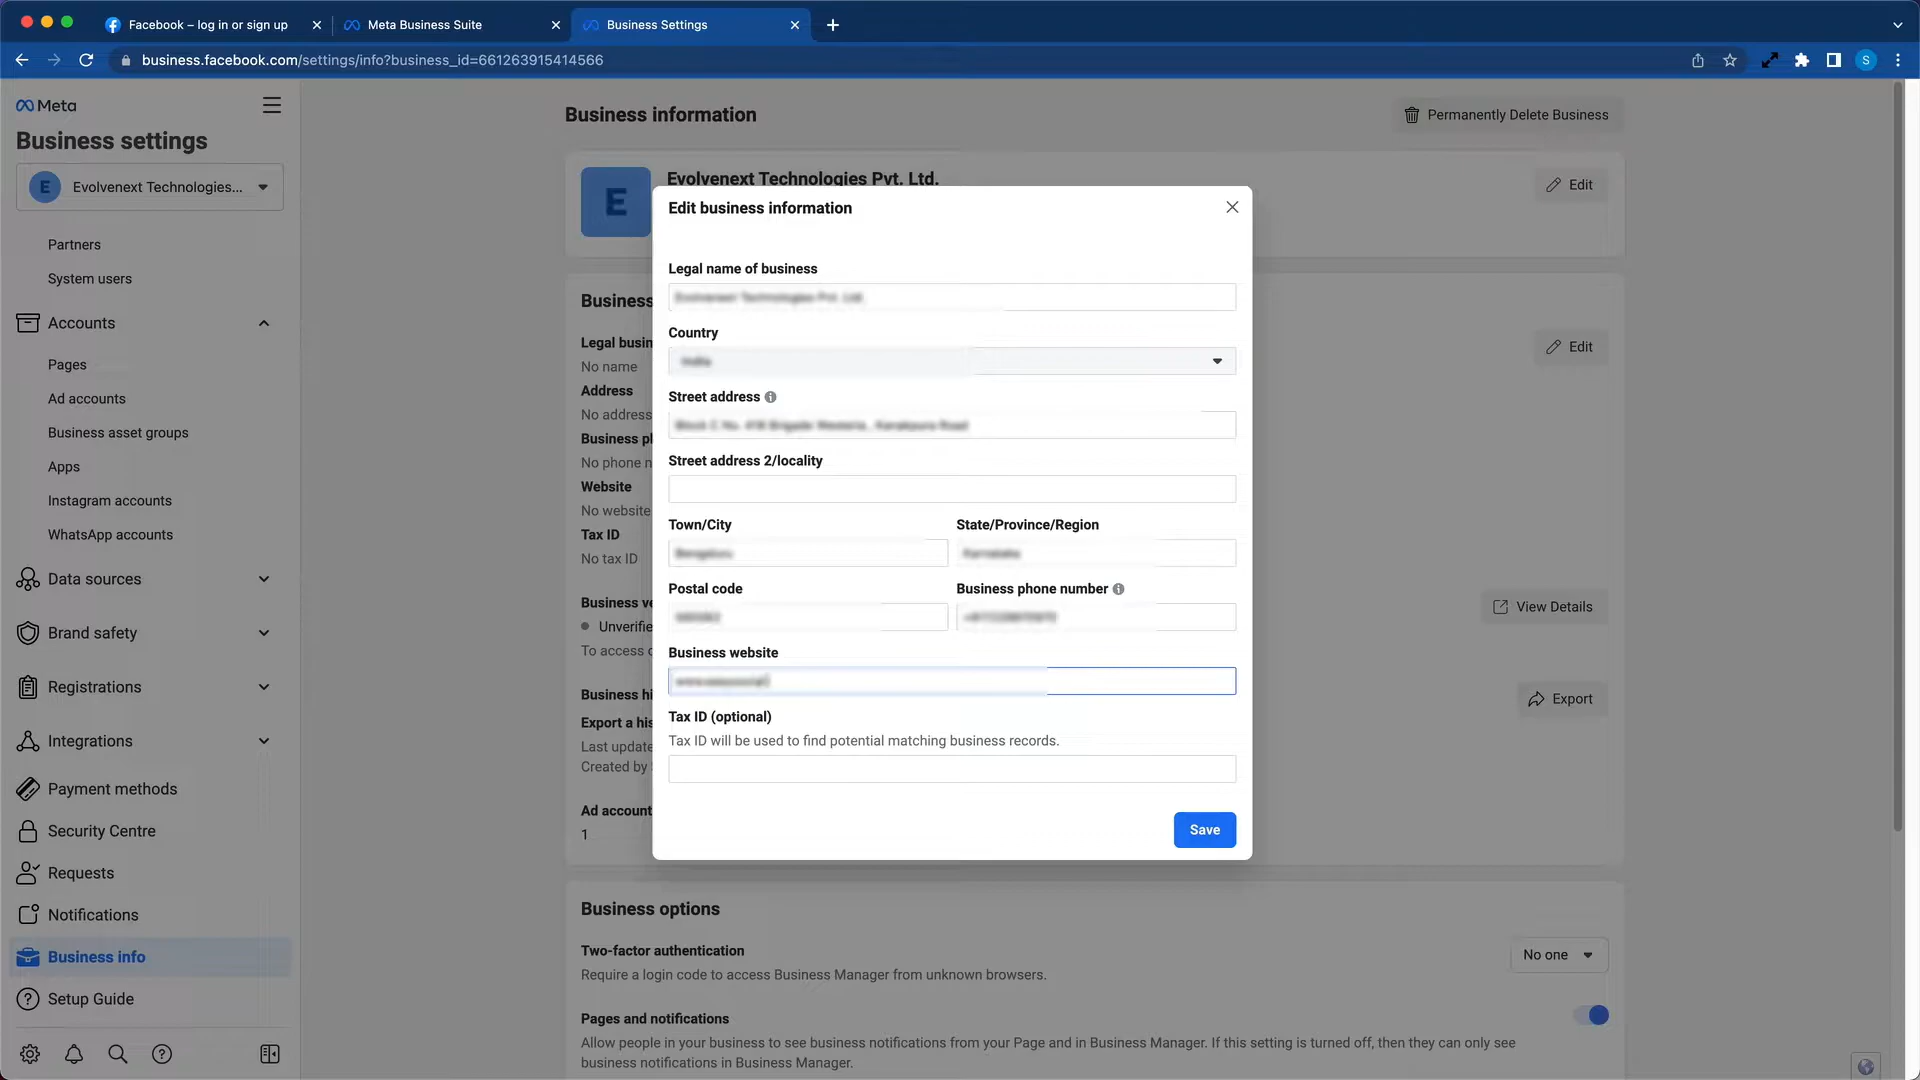 Facebook – log in or sign up
Meta Business Suite
Business Settings
business.facebook.com/settings/info?business_id=661263915414566
S
Meta
Business settings
E
Evolvenext Technologies...
Partners
System users
Accounts
Pages
Ad accounts
Business asset groups
Apps
Instagram accounts
WhatsApp accounts
Data sources
Brand safety
Registrations
Integrations
Payment methods
Security Centre
Requests
Notifications
Business info
Setup Guide
Business information
Permanently Delete Business
E
Evolvenext Technologies Pvt. Ltd.
Edit
Business
Legal busin
No name
Address
No address
Business pl
No phone n
Website
No website
Tax ID
No tax ID
Edit
Business ve
Unverifie
To access c
View Details
Business hi
Export a his
Last update
Created by
Export
Ad account
1
Edit business information
Legal name of business
Evolvenext Technologies Pvt. Ltd.
Country
India
Street address
Street address 2/locality
Town/City
State/Province/Region
Bengaluru
Karnataka
Postal code
Business phone number
Business website
Tax ID (optional)
Tax ID will be used to find potential matching business records.
Save
Business options
Two-factor authentication
Require a login code to access Business Manager from unknown browsers.
No one
Pages and notifications
Allow people in your business to see business notifications from your Page and in Business Manager. If this setting is turned off, then they can only see
business notifications in Business Manager.